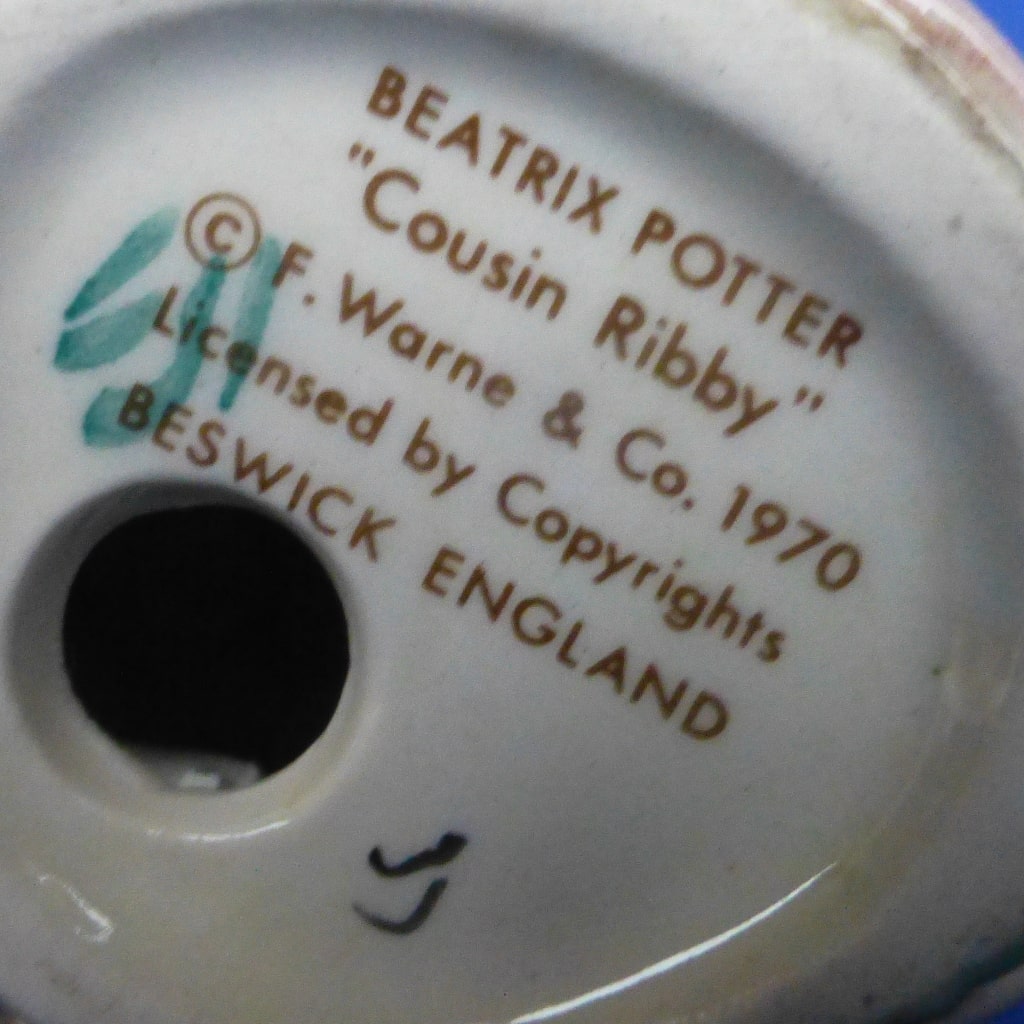 BEATRIX POTTER
"Cousin Ribby"
© F. Warne & Co. 1970
Licensed by Copyrights
BESWICK ENGLAND